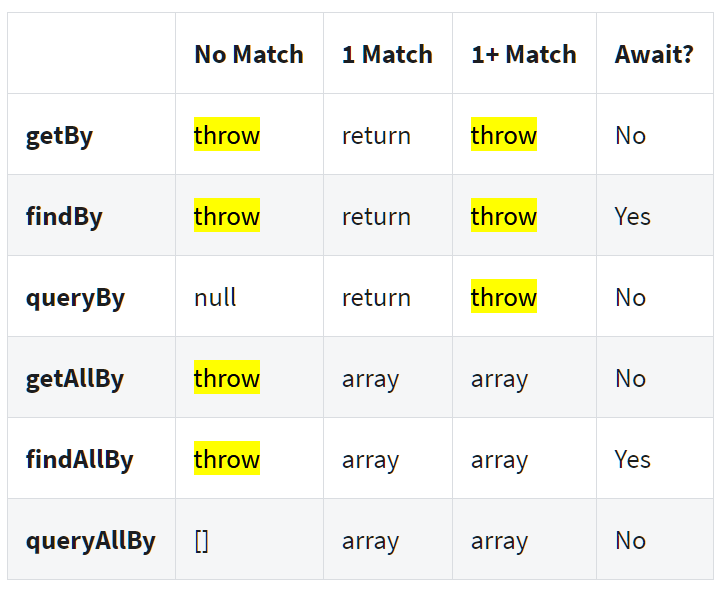 No Match 1 Match 1+ Match Await?
getBy throw return throw No
findBy throw return throw Yes
queryBy null return throw No
getAllBy throw array array No
findAllBy throw array array Yes
queryAllBy [] array array No